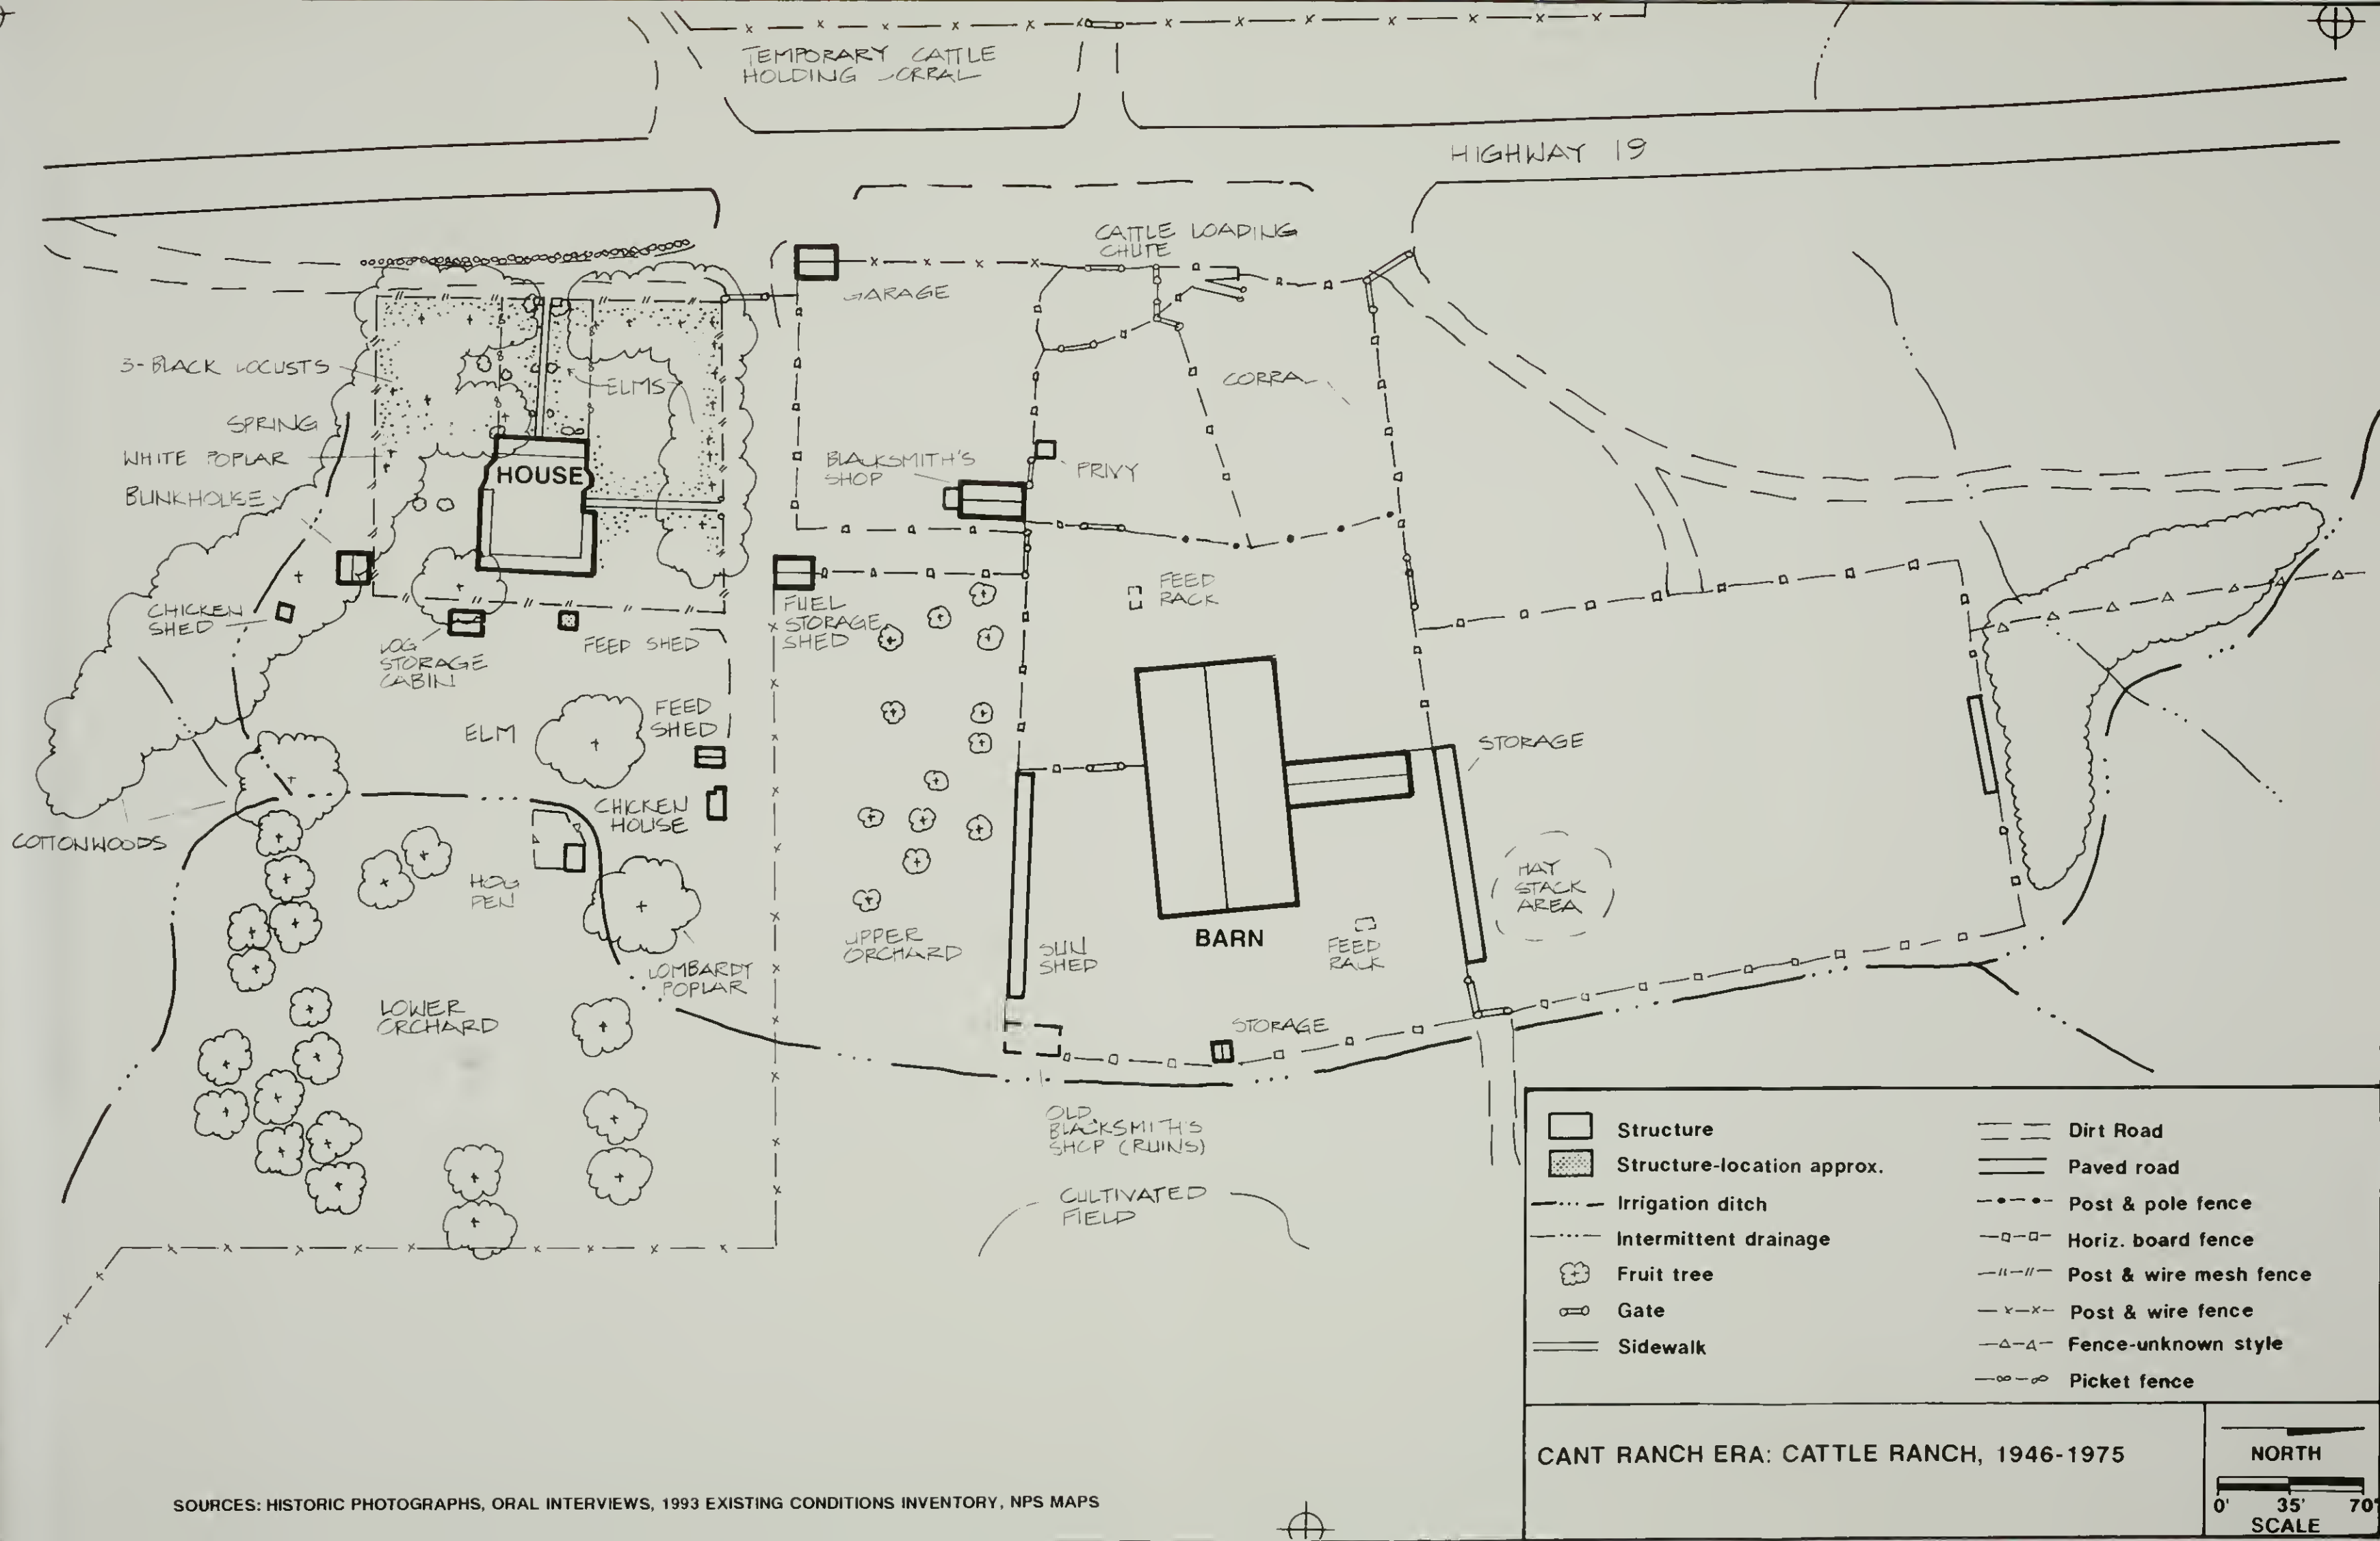 TEMPORARY CATTLE
HOLDING CORRAL
HIGHWAY 19
CATTLE LOADING
CHUTE
GARAGE
3-BLACK LOCUSTS
ELMS
CORRAL
SPRING
WHITE POPLAR
BUNKHOUSE
HOUSE
BLACKSMITH'S
SHOP
PRIVY
CHICKEN
SHED
LOG
STORAGE
CABIN
FEED SHED
FUEL
STORAGE
SHED
FEED
RACK
ELM
FEED
SHED
STORAGE
CHICKEN
HOUSE
COTTONWOODS
HOG
PEN
HAY
STACK
AREA
UPPER
ORCHARD
SUN
SHED
BARN
FEED
RACK
LOMBARDY
POPLAR
LOWER
ORCHARD
STORAGE
OLD
BLACKSMITH'S
SHOP (RUINS)
CULTIVATED
FIELD
Structure
Structure-location approx.
Irrigation ditch
Intermittent drainage
Fruit tree
Gate
Sidewalk
Dirt Road
Paved road
Post & pole fence
Horiz. board fence
Post & wire mesh fence
Post & wire fence
Fence-unknown style
Picket fence
CANT RANCH ERA: CATTLE RANCH, 1946-1975
NORTH
0' 35' 70'
SCALE
SOURCES: HISTORIC PHOTOGRAPHS, ORAL INTERVIEWS, 1993 EXISTING CONDITIONS INVENTORY, NPS MAPS